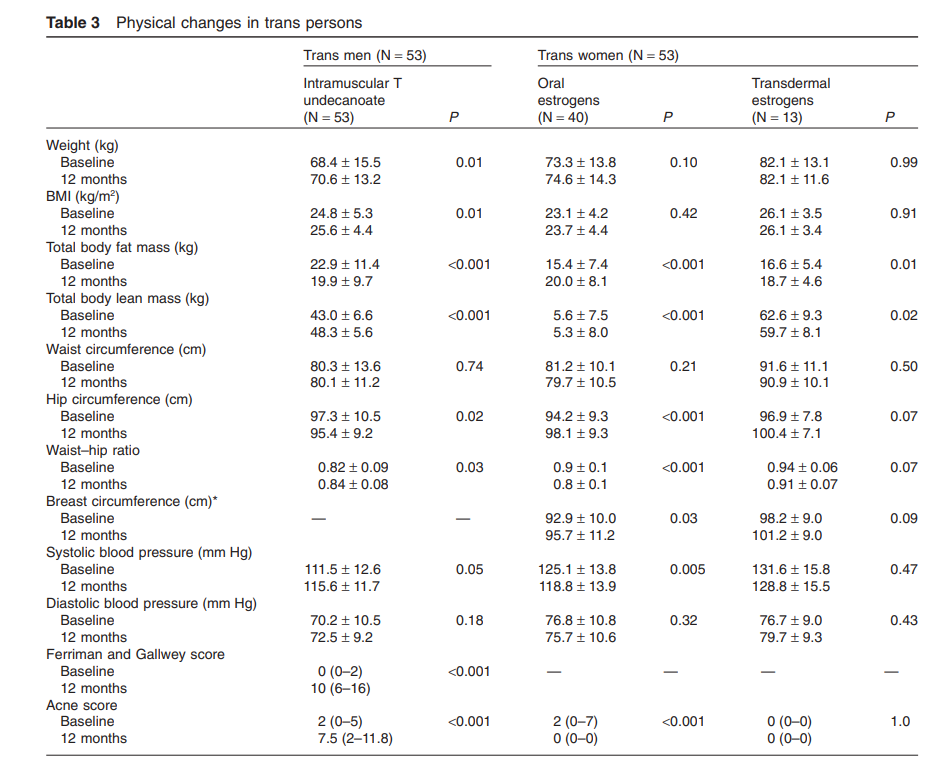 Table 3 Physical changes in trans persons
Trans men (N = 53) Trans women (N = 53)
Intramuscular T Oral Transdermal
undecanoate estrogens estrogens
(N = 53) P (N = 40) P (N = 13) P
Weight (kg)
Baseline 68.4 ± 15.5 0.01 73.3 ± 13.8 0.10 82.1 ± 13.1 0.99
12 months 70.6 ± 13.2 74.6 ± 14.3 82.1 ± 11.6
BMI (kg/m²)
Baseline 24.8 ± 5.3 0.01 23.1 ± 4.2 0.42 26.1 ± 3.5 0.91
12 months 25.6 ± 4.4 23.7 ± 4.4 26.1 ± 3.4
Total body fat mass (kg)
Baseline 22.9 ± 11.4 <0.001 15.4 ± 7.4 <0.001 16.6 ± 5.4 0.01
12 months 19.9 ± 9.7 20.0 ± 8.1 18.7 ± 4.6
Total body lean mass (kg)
Baseline 43.0 ± 6.6 <0.001 5.6 ± 7.5 <0.001 62.6 ± 9.3 0.02
12 months 48.3 ± 5.6 5.3 ± 8.0 59.7 ± 8.1
Waist circumference (cm)
Baseline 80.3 ± 13.6 0.74 81.2 ± 10.1 0.21 91.6 ± 11.1 0.50
12 months 80.1 ± 11.2 79.7 ± 10.5 90.9 ± 10.1
Hip circumference (cm)
Baseline 97.3 ± 10.5 0.02 94.2 ± 9.3 <0.001 96.9 ± 7.8 0.07
12 months 95.4 ± 9.2 98.1 ± 9.3 100.4 ± 7.1
Waist–hip ratio
Baseline 0.82 ± 0.09 0.03 0.9 ± 0.1 <0.001 0.94 ± 0.06 0.07
12 months 0.84 ± 0.08 0.8 ± 0.1 0.91 ± 0.07
Breast circumference (cm)*
Baseline — — 92.9 ± 10.0 0.03 98.2 ± 9.0 0.09
12 months 95.7 ± 11.2 101.2 ± 9.0
Systolic blood pressure (mm Hg)
Baseline 111.5 ± 12.6 0.05 125.1 ± 13.8 0.005 131.6 ± 15.8 0.47
12 months 115.6 ± 11.7 118.8 ± 13.9 128.8 ± 15.5
Diastolic blood pressure (mm Hg)
Baseline 70.2 ± 10.5 0.18 76.8 ± 10.8 0.32 76.7 ± 9.0 0.43
12 months 72.5 ± 9.2 75.7 ± 10.6 79.7 ± 9.3
Ferriman and Gallwey score
Baseline 0 (0–2) <0.001 — — — —
12 months 10 (6–16)
Acne score
Baseline 2 (0–5) <0.001 2 (0–7) <0.001 0 (0–0) 1.0
12 months 7.5 (2–11.8) 0 (0–0) 0 (0–0)